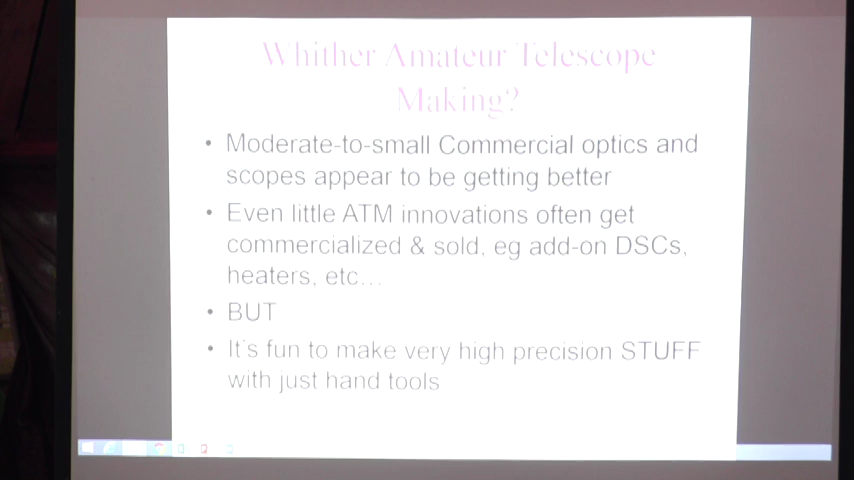 Whither Amateur Telescope
Making?
• Moderate-to-small Commercial optics and
scopes appear to be getting better
• Even little ATM innovations often get
commercialized & sold, eg add-on DSCs,
heaters, etc…
• BUT
• It's fun to make very high precision STUFF
with just hand tools